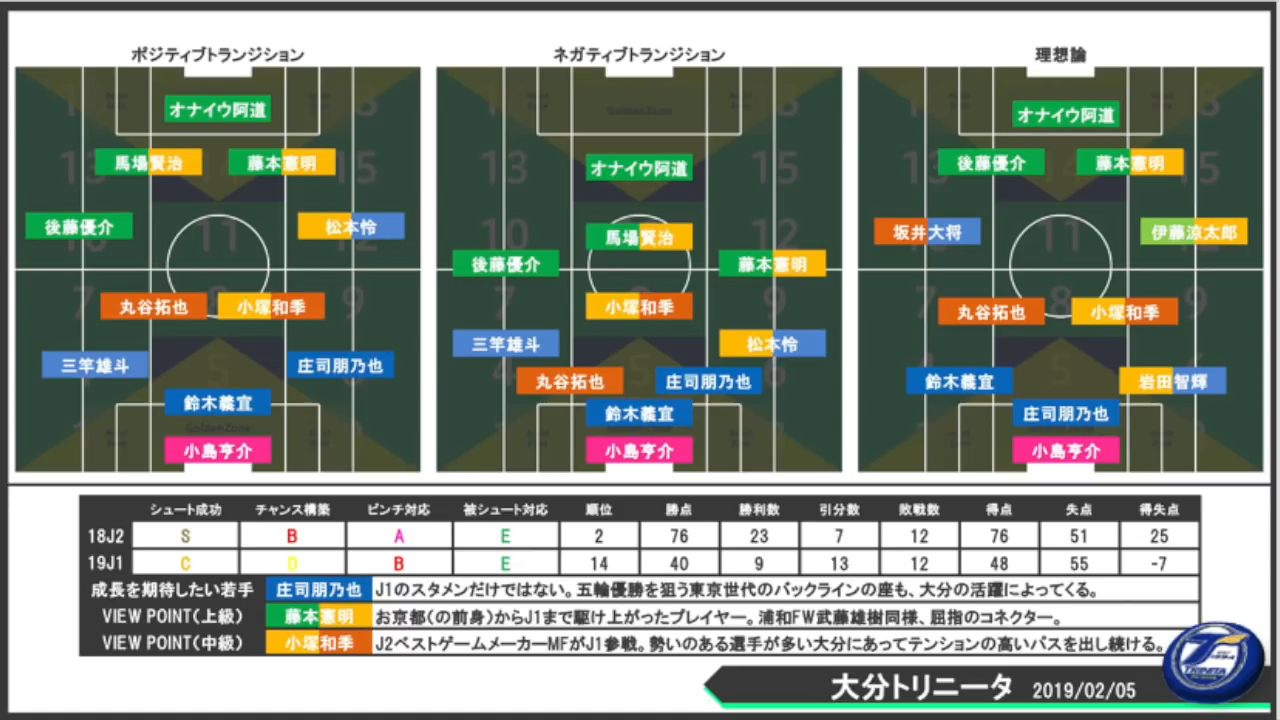 ポジティブトランジション
ネガティブトランジション
理想論
オナイウ阿道
馬場賢治
藤本憲明
後藤優介
松本怜
丸谷拓也
小塚和季
三竿雄斗
庄司朋乃也
鈴木義宜
小島亨介
オナイウ阿道
馬場賢治
後藤優介
藤本憲明
小塚和季
三竿雄斗
松本怜
丸谷拓也
庄司朋乃也
鈴木義宜
小島亨介
オナイウ阿道
後藤優介
藤本憲明
坂井大将
伊藤涼太郎
丸谷拓也
小塚和季
鈴木義宜
岩田智輝
庄司朋乃也
小島亨介
シュート成功 チャンス構築 ピンチ対応 被シュート対応 順位 勝点 勝利数 引分数 敗戦数 得点 失点 得失点
18J2 S B A E 2 76 23 7 12 76 51 25
19J1 C D B E 14 40 9 13 12 48 55 -7
成長を期待したい若手 庄司朋乃也 J1のスタメンだけではない。五輪優勝を狙う東京世代のバックラインの座も、大分の活躍によってくる。
VIEW POINT(上級) 藤本憲明 お京都(の前身)からJ1まで駆け上がったプレイヤー。浦和FW武藤雄樹同様、屈指のコネクター。
VIEW POINT(中級) 小塚和季 J2ベストゲームメーカーMFがJ1参戦。勢いのある選手が多い大分にあってテンションの高いパスを出し続ける。
大分トリニータ 2019/02/05
TRINITA